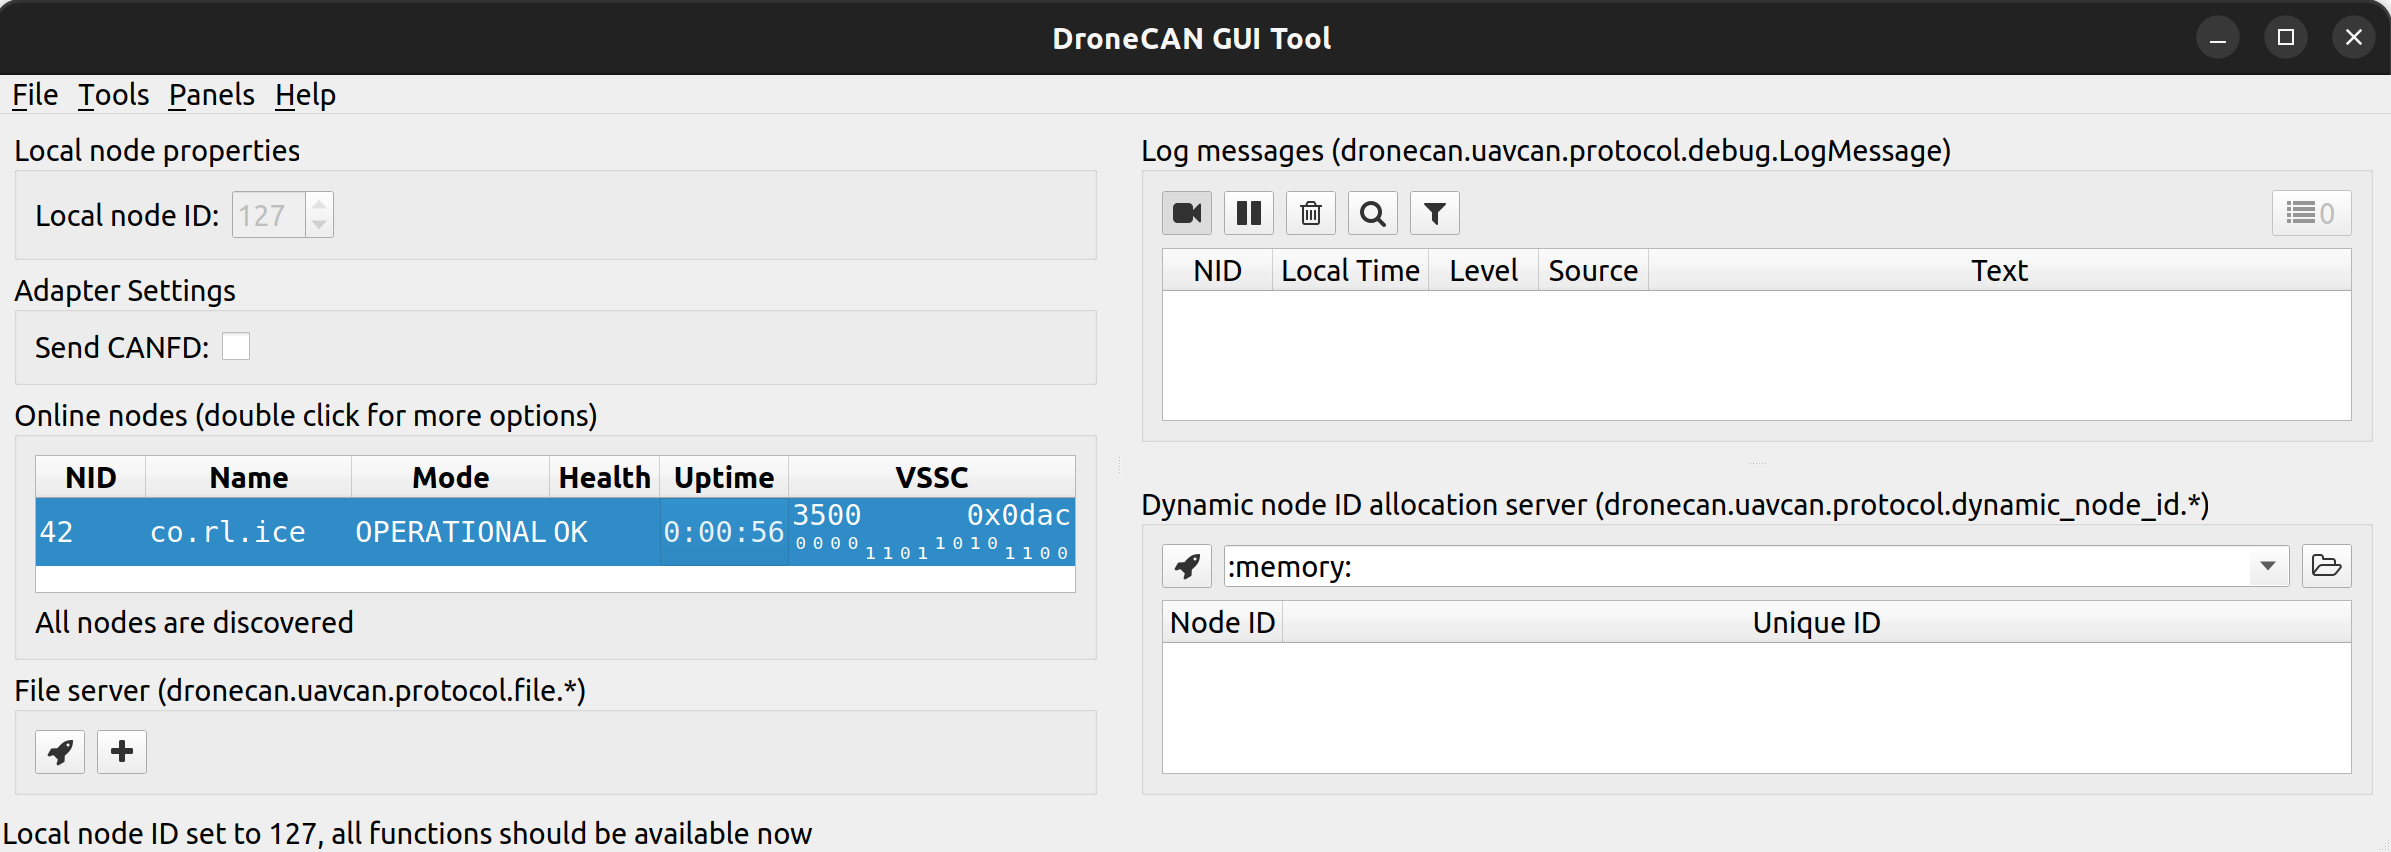 DroneCAN GUI Tool
File Tools Panels Help
Local node properties
Local node ID: 127
Adapter Settings
Send CANFD:
Online nodes (double click for more options)
NID Name Mode Health Uptime VSSC
42 co.rl.ice OPERATIONAL OK 0:00:56 3500 0x0dac
0000 1101 1010 1100
All nodes are discovered
File server (dronecan.uavcan.protocol.file.*)
Log messages (dronecan.uavcan.protocol.debug.LogMessage)
0
NID Local Time Level Source Text
Dynamic node ID allocation server (dronecan.uavcan.protocol.dynamic_node_id.*)
:memory:
Node ID Unique ID
Local node ID set to 127, all functions should be available now